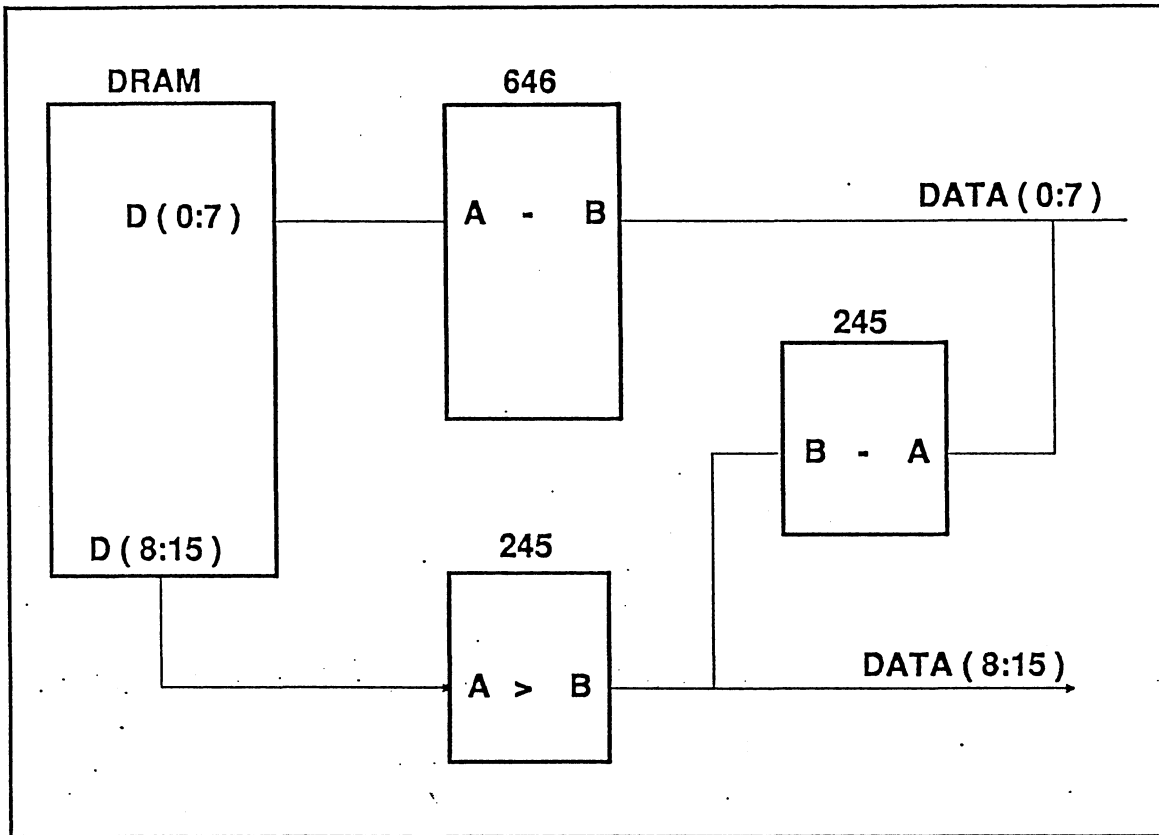 DRAM
646
D ( 0:7 )
A - B
DATA ( 0:7 )
245
B - A
D ( 8:15 )
245
A > B
DATA ( 8:15 )